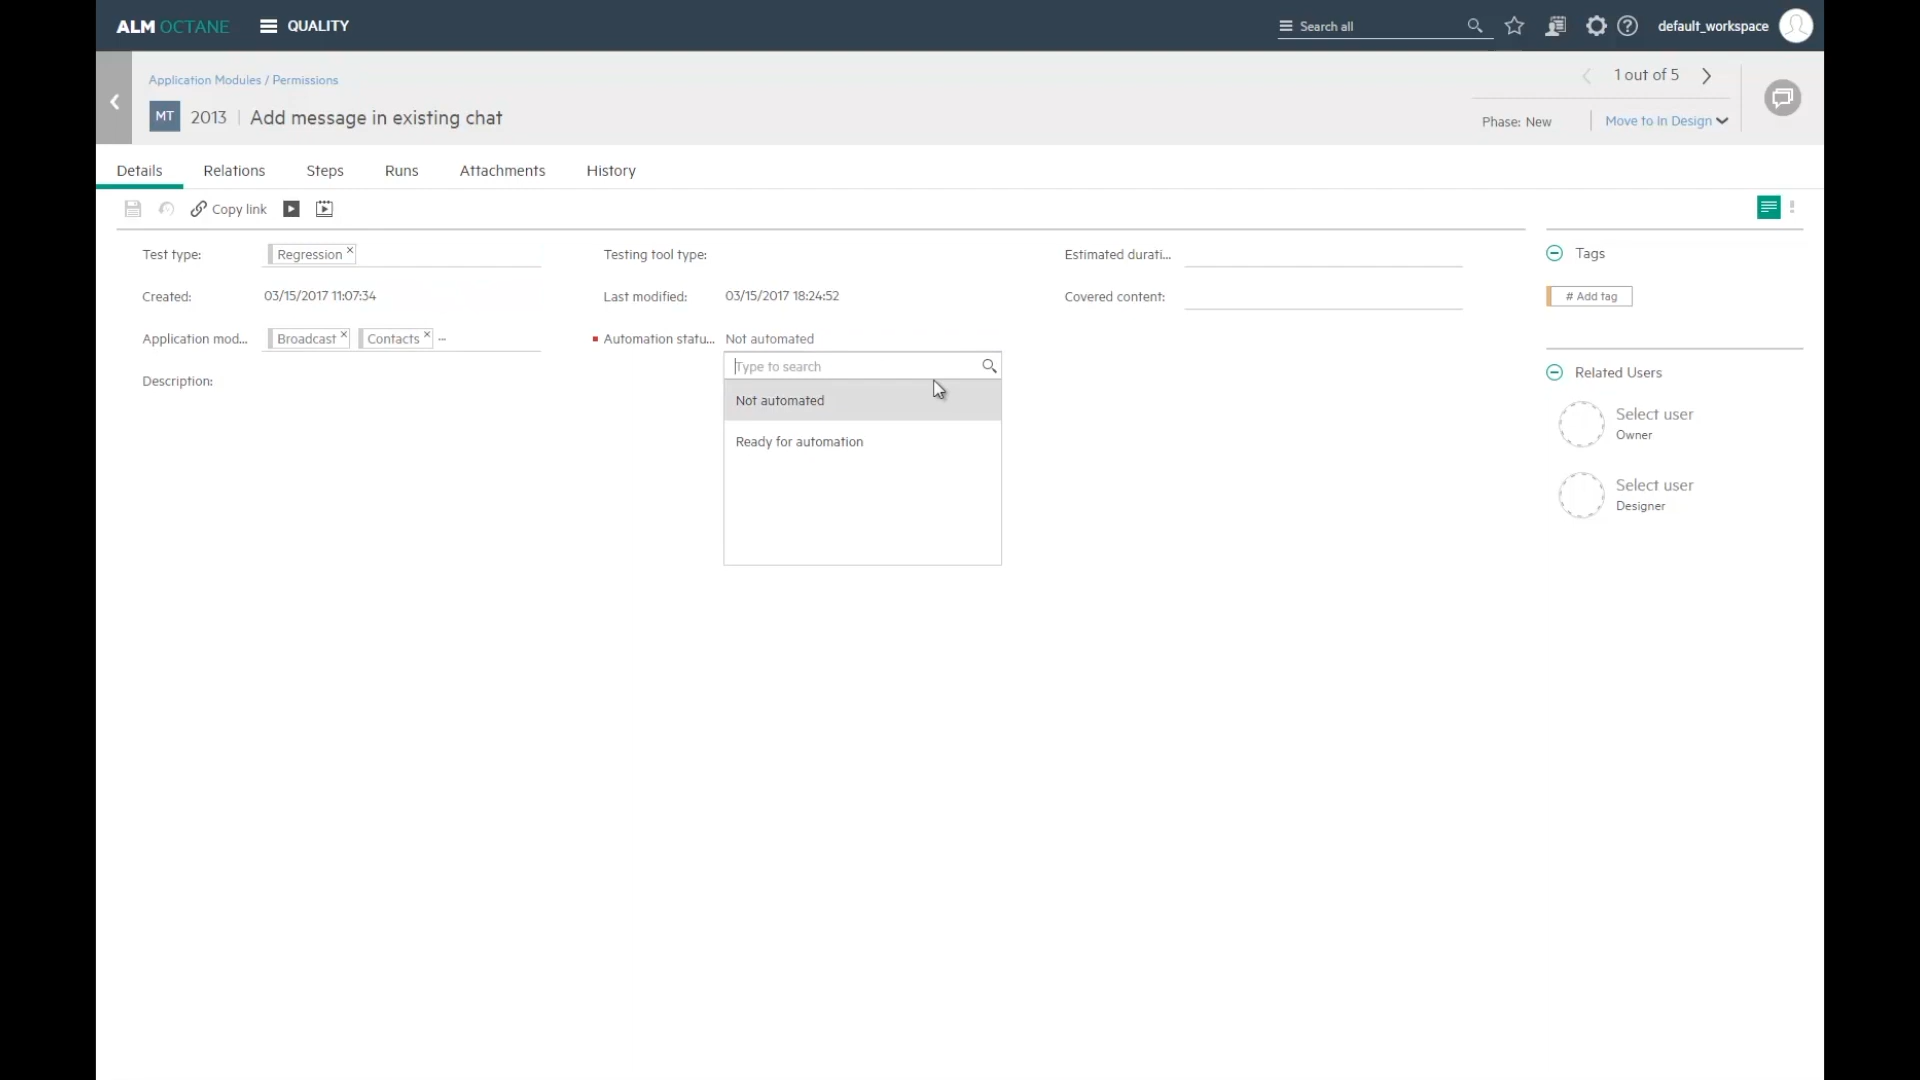 ALM OCTANE QUALITY Search all default_workspace
Application Modules / Permissions 1 out of 5
MT 2013 Add message in existing chat Phase: New Move to In Design
Details Relations Steps Runs Attachments History
Copy link
Test type: Regression × Testing tool type: Estimated durati... Tags
Created: 03/15/2017 11:07:34 Last modified: 03/15/2017 18:24:52 Covered content: # Add tag
Application mod... Broadcast × Contacts × ... Automation statu... Not automated
Type to search
Description: Related Users
Not automated
Select user
Owner
Ready for automation
Select user
Designer